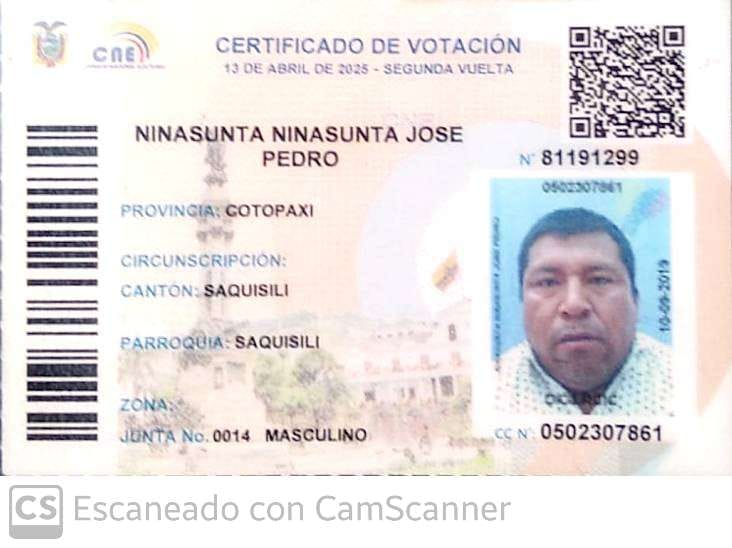 CNE
CERTIFICADO DE VOTACIÓN
13 DE ABRIL DE 2025 - SEGUNDA VUELTA
NINASUNTA NINASUNTA JOSE
PEDRO
N° 81191299
0502307861
PROVINCIA: COTOPAXI
CIRCUNSCRIPCIÓN:
CANTÓN: SAQUISILI
PARROQUIA: SAQUISILI
10-09-2019
ZONA:
JUNTA No. 0014 MASCULINO
CC N°: 0502307861
CS Escaneado con CamScanner